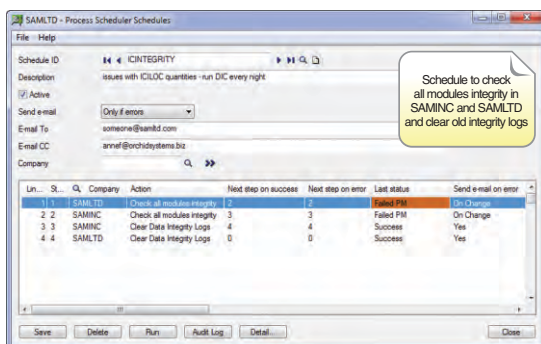 SAMLTD - Process Scheduler Schedules
File Help
Schedule ID ICINTEGRITY
Description issues with ICILOC quantities - run DIC every night
Active
Send e-mail Only if errors
E-mail To someone@samltd.com
E-mail CC annef@orchidsystems.biz
Company
Schedule to check
all modules integrity in
SAMINC and SAMLTD
and clear old integrity logs
Lin... St... Company Action Next step on success Next step on error Last status Send e-mail on error
1 1 SAMLTD Check all modules integrity 2 2 Failed PM On Change
2 2 SAMINC Check all modules integrity 3 3 Failed PM On Change
3 3 SAMINC Clear Data Integrity Logs 4 4 Success Yes
4 4 SAMLTD Clear Data Integrity Logs 0 0 Success Yes
Save Delete Run Audit Log Detail... Close